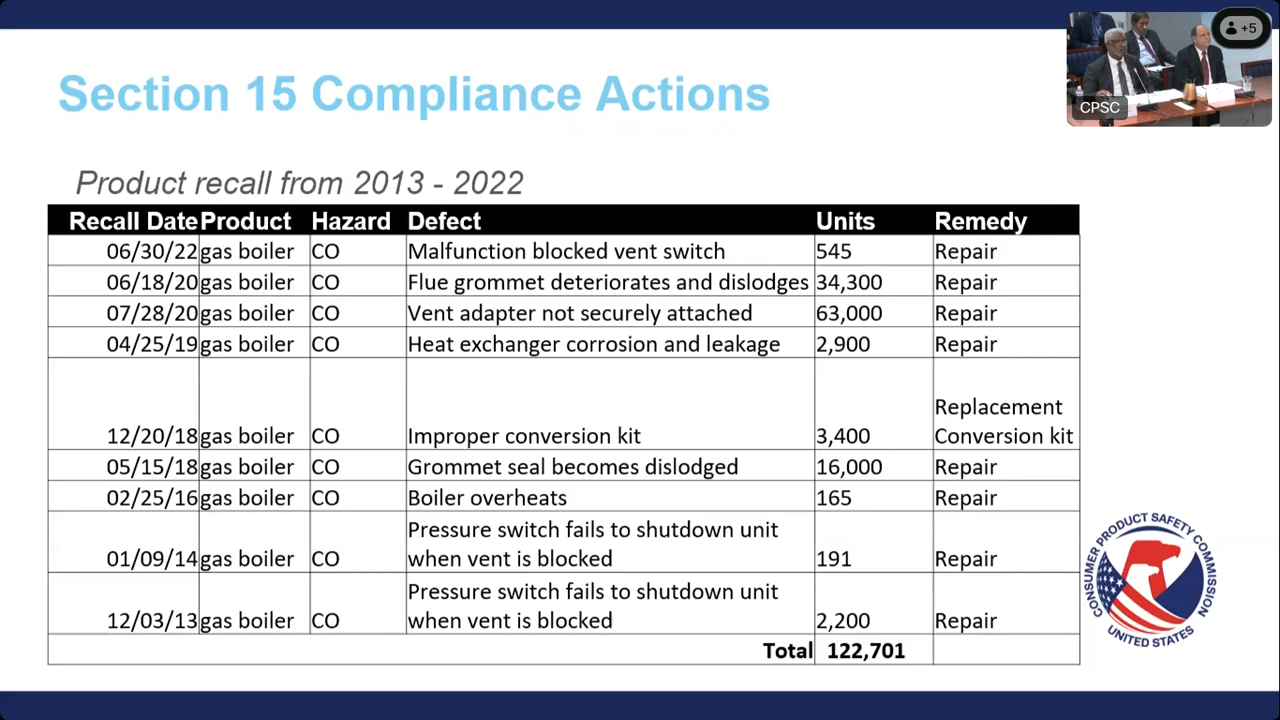 +5
CPSC
Section 15 Compliance Actions
Product recall from 2013 - 2022
Recall Date Product Hazard Defect Units Remedy
06/30/22 gas boiler CO Malfunction blocked vent switch 545 Repair
06/18/20 gas boiler CO Flue grommet deteriorates and dislodges 34,300 Repair
07/28/20 gas boiler CO Vent adapter not securely attached 63,000 Repair
04/25/19 gas boiler CO Heat exchanger corrosion and leakage 2,900 Repair
Replacement
12/20/18 gas boiler CO Improper conversion kit 3,400 Conversion kit
05/15/18 gas boiler CO Grommet seal becomes dislodged 16,000 Repair
02/25/16 gas boiler CO Boiler overheats 165 Repair
Pressure switch fails to shutdown unit
01/09/14 gas boiler CO when vent is blocked 191 Repair
Pressure switch fails to shutdown unit
12/03/13 gas boiler CO when vent is blocked 2,200 Repair
Total 122,701
CONSUMER PRODUCT SAFETY COMMISSION
UNITED STATES